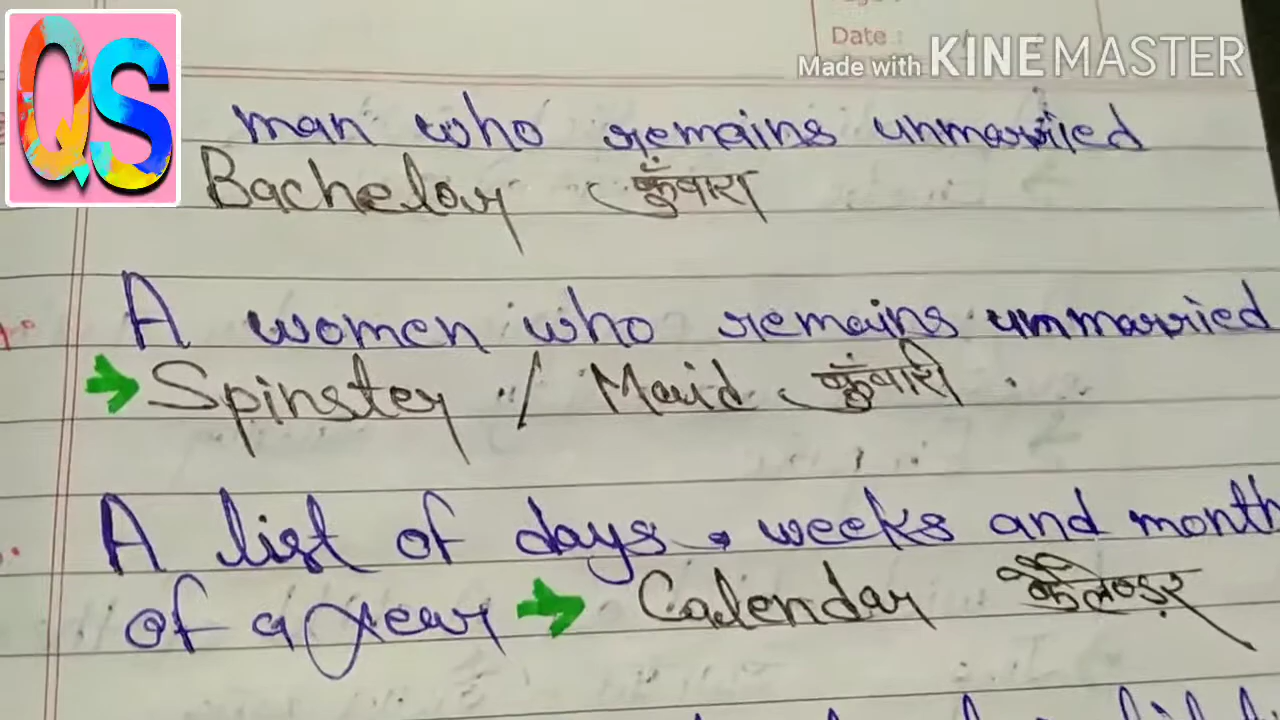 QS
Date :
Made with KINEMASTER
man who remains unmarried
Bachelor कुँवारा
A women who remains unmarried
Spinster / Maid कुंवारी
A list of days, weeks and month
of a year Calendar कैलेण्डर